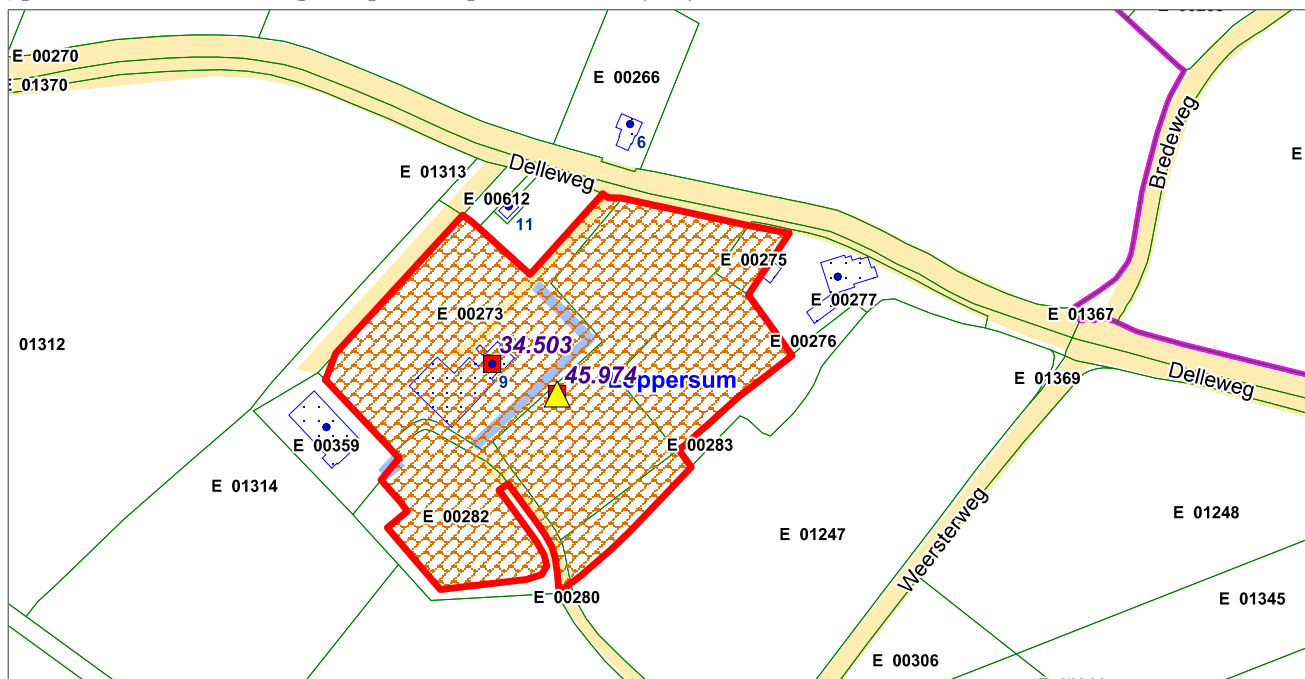 E 00270
E 01370
E 00266
6
Bredeweg
E
E 01313
Delleweg
E 00612
11
E 00275
E 00277
E 00273
34.503
9
45.974
Loppersum
E 00276
E 01367
01312
E 01369
Delleweg
E 00359
E 00283
E 01314
E 00282
E 01247
Weersterweg
E 01248
E 00280
E 01345
E 00306